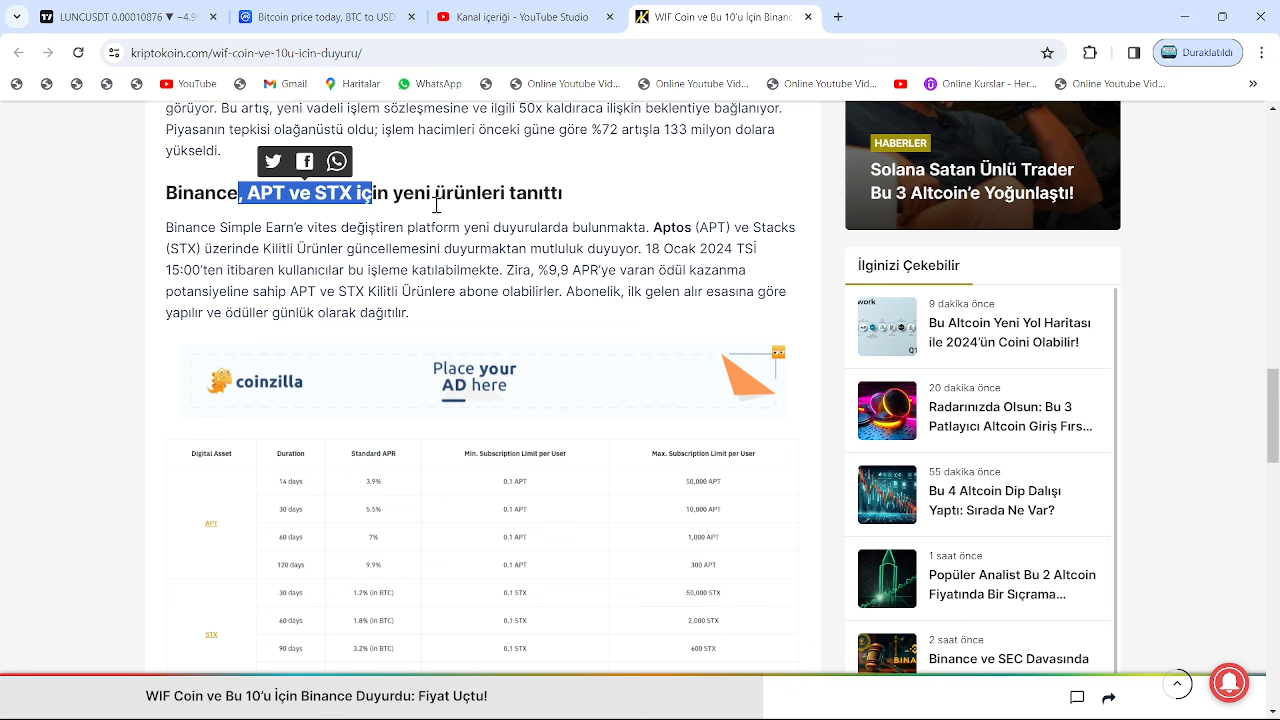 LUNCUSDT 0.00010876 ▼ −4.5
Bitcoin Trading Signals 30, 180,
Kanal içeriği - YouTube Studio
WIF Coin ve Bu 10'u İçin Binanc
kriptokoin.com/wif-coin-ve-10u-icin-duyuru/
Duraklatıldı
YouTube
Gmail
Haritalar
WhatsApp
Online Youtube Vid...
Online Youtube Vid...
Online Youtube Vid...
Online Kurslar - Her...
Online Youtube Vid...
görüyor. Bu artış, yeni vadeli işlem sözleşmesine ve ilgili 50x kaldıraca ilişkin beklentiye bağlanıyor.
Piyasanın tepkisi olağanüstü oldu; işlem hacimleri önceki güne göre %72 artışla 133 milyon dolara
Binance, APT ve STX için yeni ürünleri tanıttı
Binance Simple Earn'e vites değiştiren platform yeni duyurularda bulunmakta. Aptos (APT) ve Stacks
(STX) üzerinde Kilitli Ürünler güncellemesini duyurmaktan mutluluk duyuyor. 18 Ocak 2024 TSİ
15:00'ten itibaren kullanıcılar bu işleme katılabilmekte. Zira, %9,9 APR'ye varan ödül kazanma
potansiyeline sahip APT ve STX Kilitli Ürünlere abone olabilirler. Abonelik, ilk gelen alır esasına göre
yapılır ve ödüller günlük olarak dağıtılır.
coinzilla
Place your
AD here
Digital Asset Duration Standard APR Min. Subscription Limit per User Max. Subscription Limit per User
14 days 3.9% 0.1 APT 50,000 APT
30 days 5.5% 0.1 APT 10,000 APT
APT
60 days 7% 0.1 APT 1,000 APT
120 days 9.9% 0.1 APT 300 APT
30 days 1.2% (in BTC) 0.1 STX 50,000 STX
60 days 1.8% (in BTC) 0.1 STX 2,000 STX
STX
90 days 3.2% (in BTC) 0.1 STX 600 STX
HABERLER
Solana Satan Ünlü Trader
Bu 3 Altcoin'e Yoğunlaştı!
İlginizi Çekebilir
work
Q1
9 dakika önce
Bu Altcoin Yeni Yol Haritası
ile 2024'ün Coini Olabilir!
20 dakika önce
Radarınızda Olsun: Bu 3
Patlayıcı Altcoin Giriş Fırs...
55 dakika önce
Bu 4 Altcoin Dip Dalışı
Yaptı: Sırada Ne Var?
1 saat önce
Popüler Analist Bu 2 Altcoin
Fiyatında Bir Sıçrama...
BINA
2 saat önce
Binance ve SEC Davasında
WIF Coin ve Bu 10'u İçin Binance Duyurdu: Fiyat Uçtu!